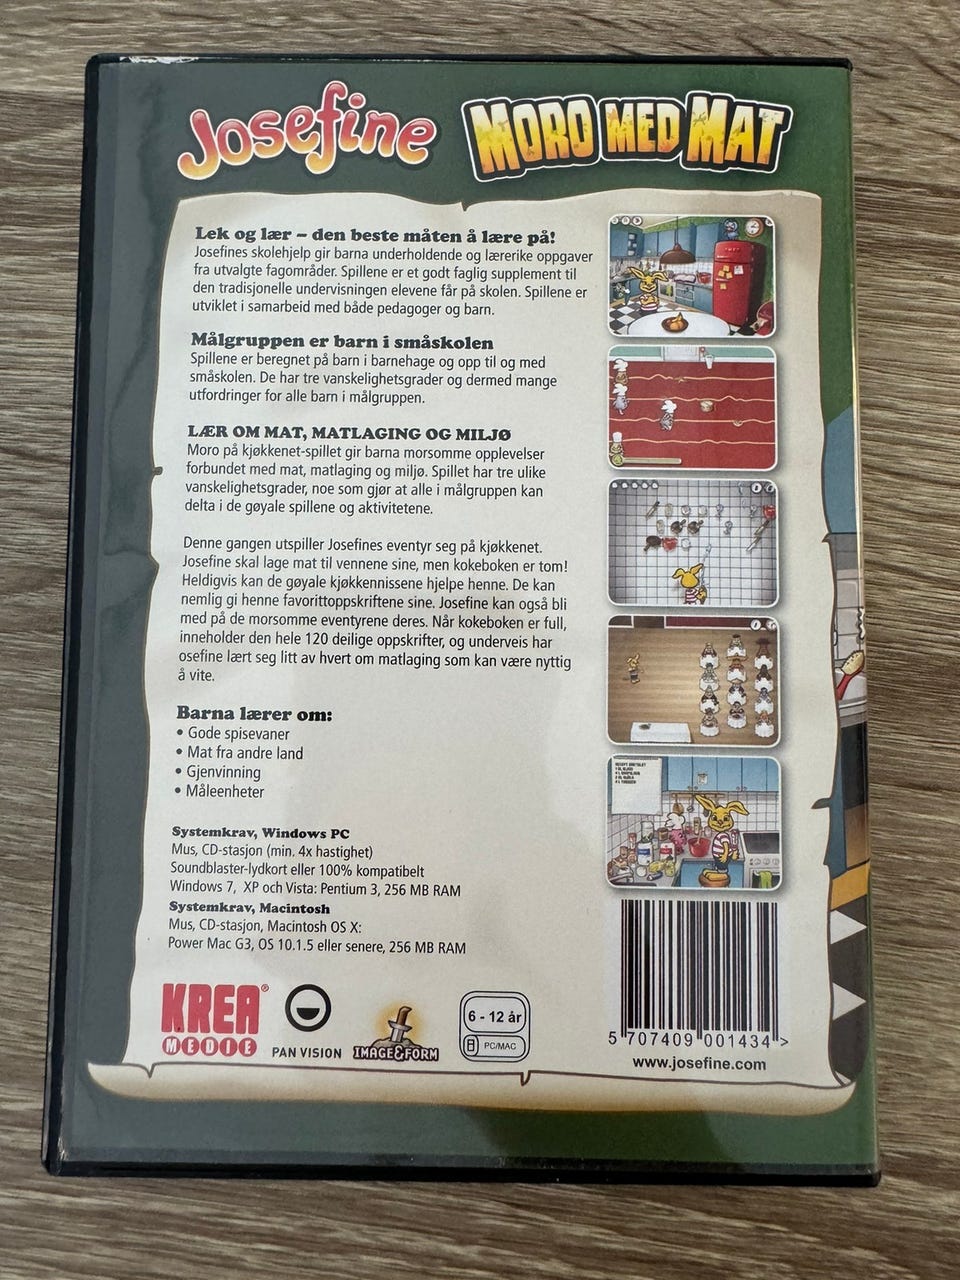 Josefine MORO MED MAT
Lek og lær – den beste måten å lære på!
Josefines skolehjelp gir barna underholdende og lærerike oppgaver
fra utvalgte fagområder. Spillene er et godt faglig supplement til
den tradisjonelle undervisningen elevene får på skolen. Spillene er
utviklet i samarbeid med både pedagoger og barn.
Målgruppen er barn i småskolen
Spillene er beregnet på barn i barnehage og opp til og med
småskolen. De har tre vanskelighetsgrader og dermed mange
utfordringer for alle barn i målgruppen.
LÆR OM MAT, MATLAGING OG MILJØ
Moro på kjøkkenet-spillet gir barna morsomme opplevelser
forbundet med mat, matlaging og miljø. Spillet har tre ulike
vanskelighetsgrader, noe som gjør at alle i målgruppen kan
delta i de gøyale spillene og aktivitetene.
Denne gangen utspiller Josefines eventyr seg på kjøkkenet.
Josefine skal lage mat til vennene sine, men kokeboken er tom!
Heldigvis kan de gøyale kjøkkennissene hjelpe henne. De kan
nemlig gi henne favorittoppskriftene sine. Josefine kan også bli
med på de morsomme eventyrene deres. Når kokeboken er full,
inneholder den hele 120 deilige oppskrifter, og underveis har
osefine lært seg litt av hvert om matlaging som kan være nyttig
å vite.
Barna lærer om:
• Gode spisevaner
• Mat fra andre land
• Gjenvinning
• Måleenheter
Systemkrav, Windows PC
Mus, CD-stasjon (min. 4x hastighet)
Soundblaster-lydkort eller 100% kompatibelt
Windows 7, XP och Vista: Pentium 3, 256 MB RAM
Systemkrav, Macintosh
Mus, CD-stasjon, Macintosh OS X:
Power Mac G3, OS 10.1.5 eller senere, 256 MB RAM
KREA®
MEDIE
PAN VISION
IMAGE&FORM
6 - 12 år
PC/MAC
5 707409 001434 >
www.josefine.com